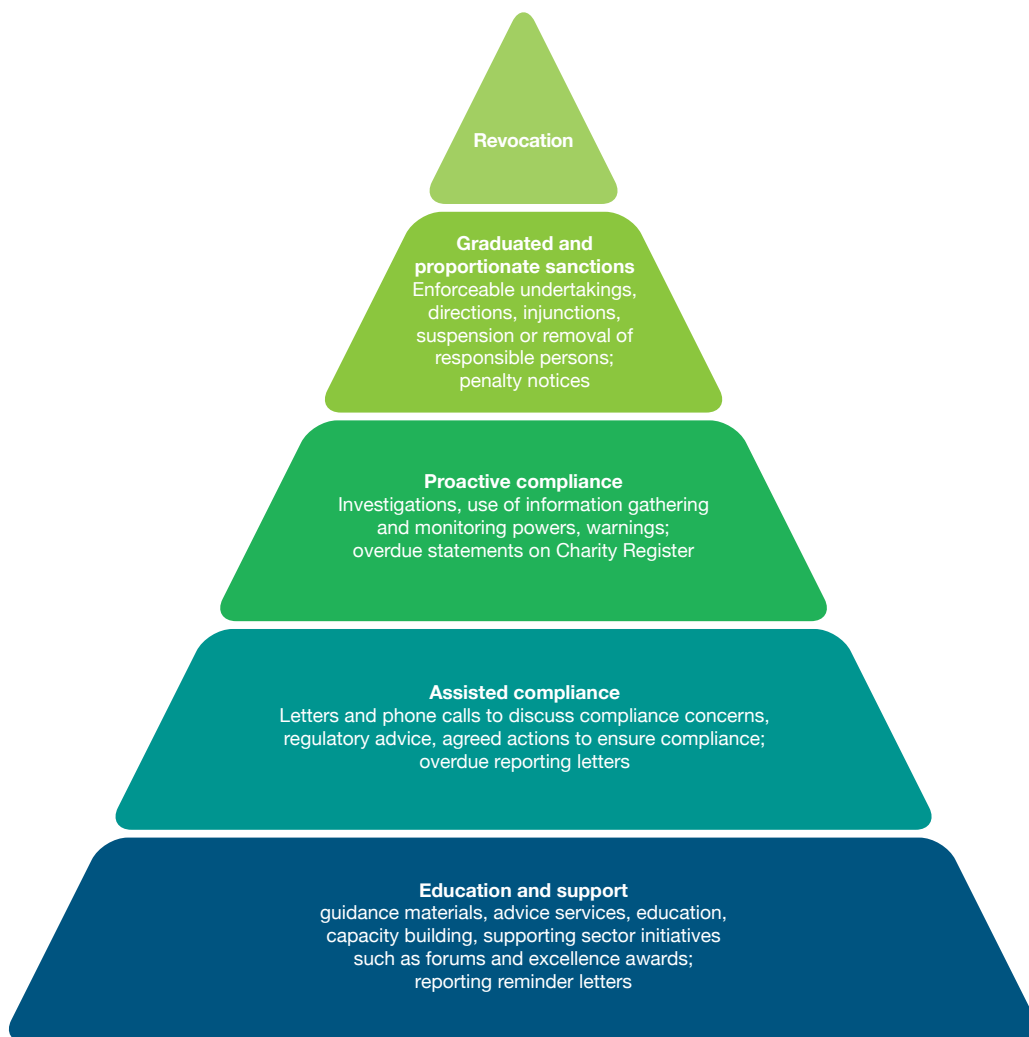 Revocation
Graduated and
proportionate sanctions
Enforceable undertakings,
directions, injunctions,
suspension or removal of
responsible persons;
penalty notices
Proactive compliance
Investigations, use of information gathering
and monitoring powers, warnings;
overdue statements on Charity Register
Assisted compliance
Letters and phone calls to discuss compliance concerns,
regulatory advice, agreed actions to ensure compliance;
overdue reporting letters
Education and support
guidance materials, advice services, education,
capacity building, supporting sector initiatives
such as forums and excellence awards;
reporting reminder letters